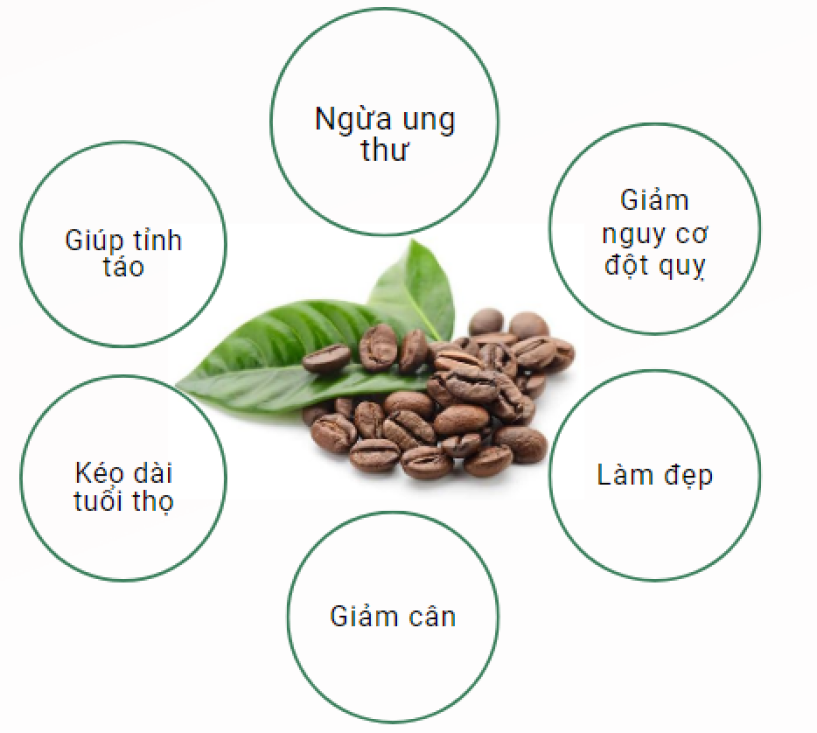 Ngừa ung
thư
Giảm
nguy cơ
đột quỵ
Giúp tỉnh
táo
Kéo dài
tuổi thọ
Làm đẹp
Giảm cân